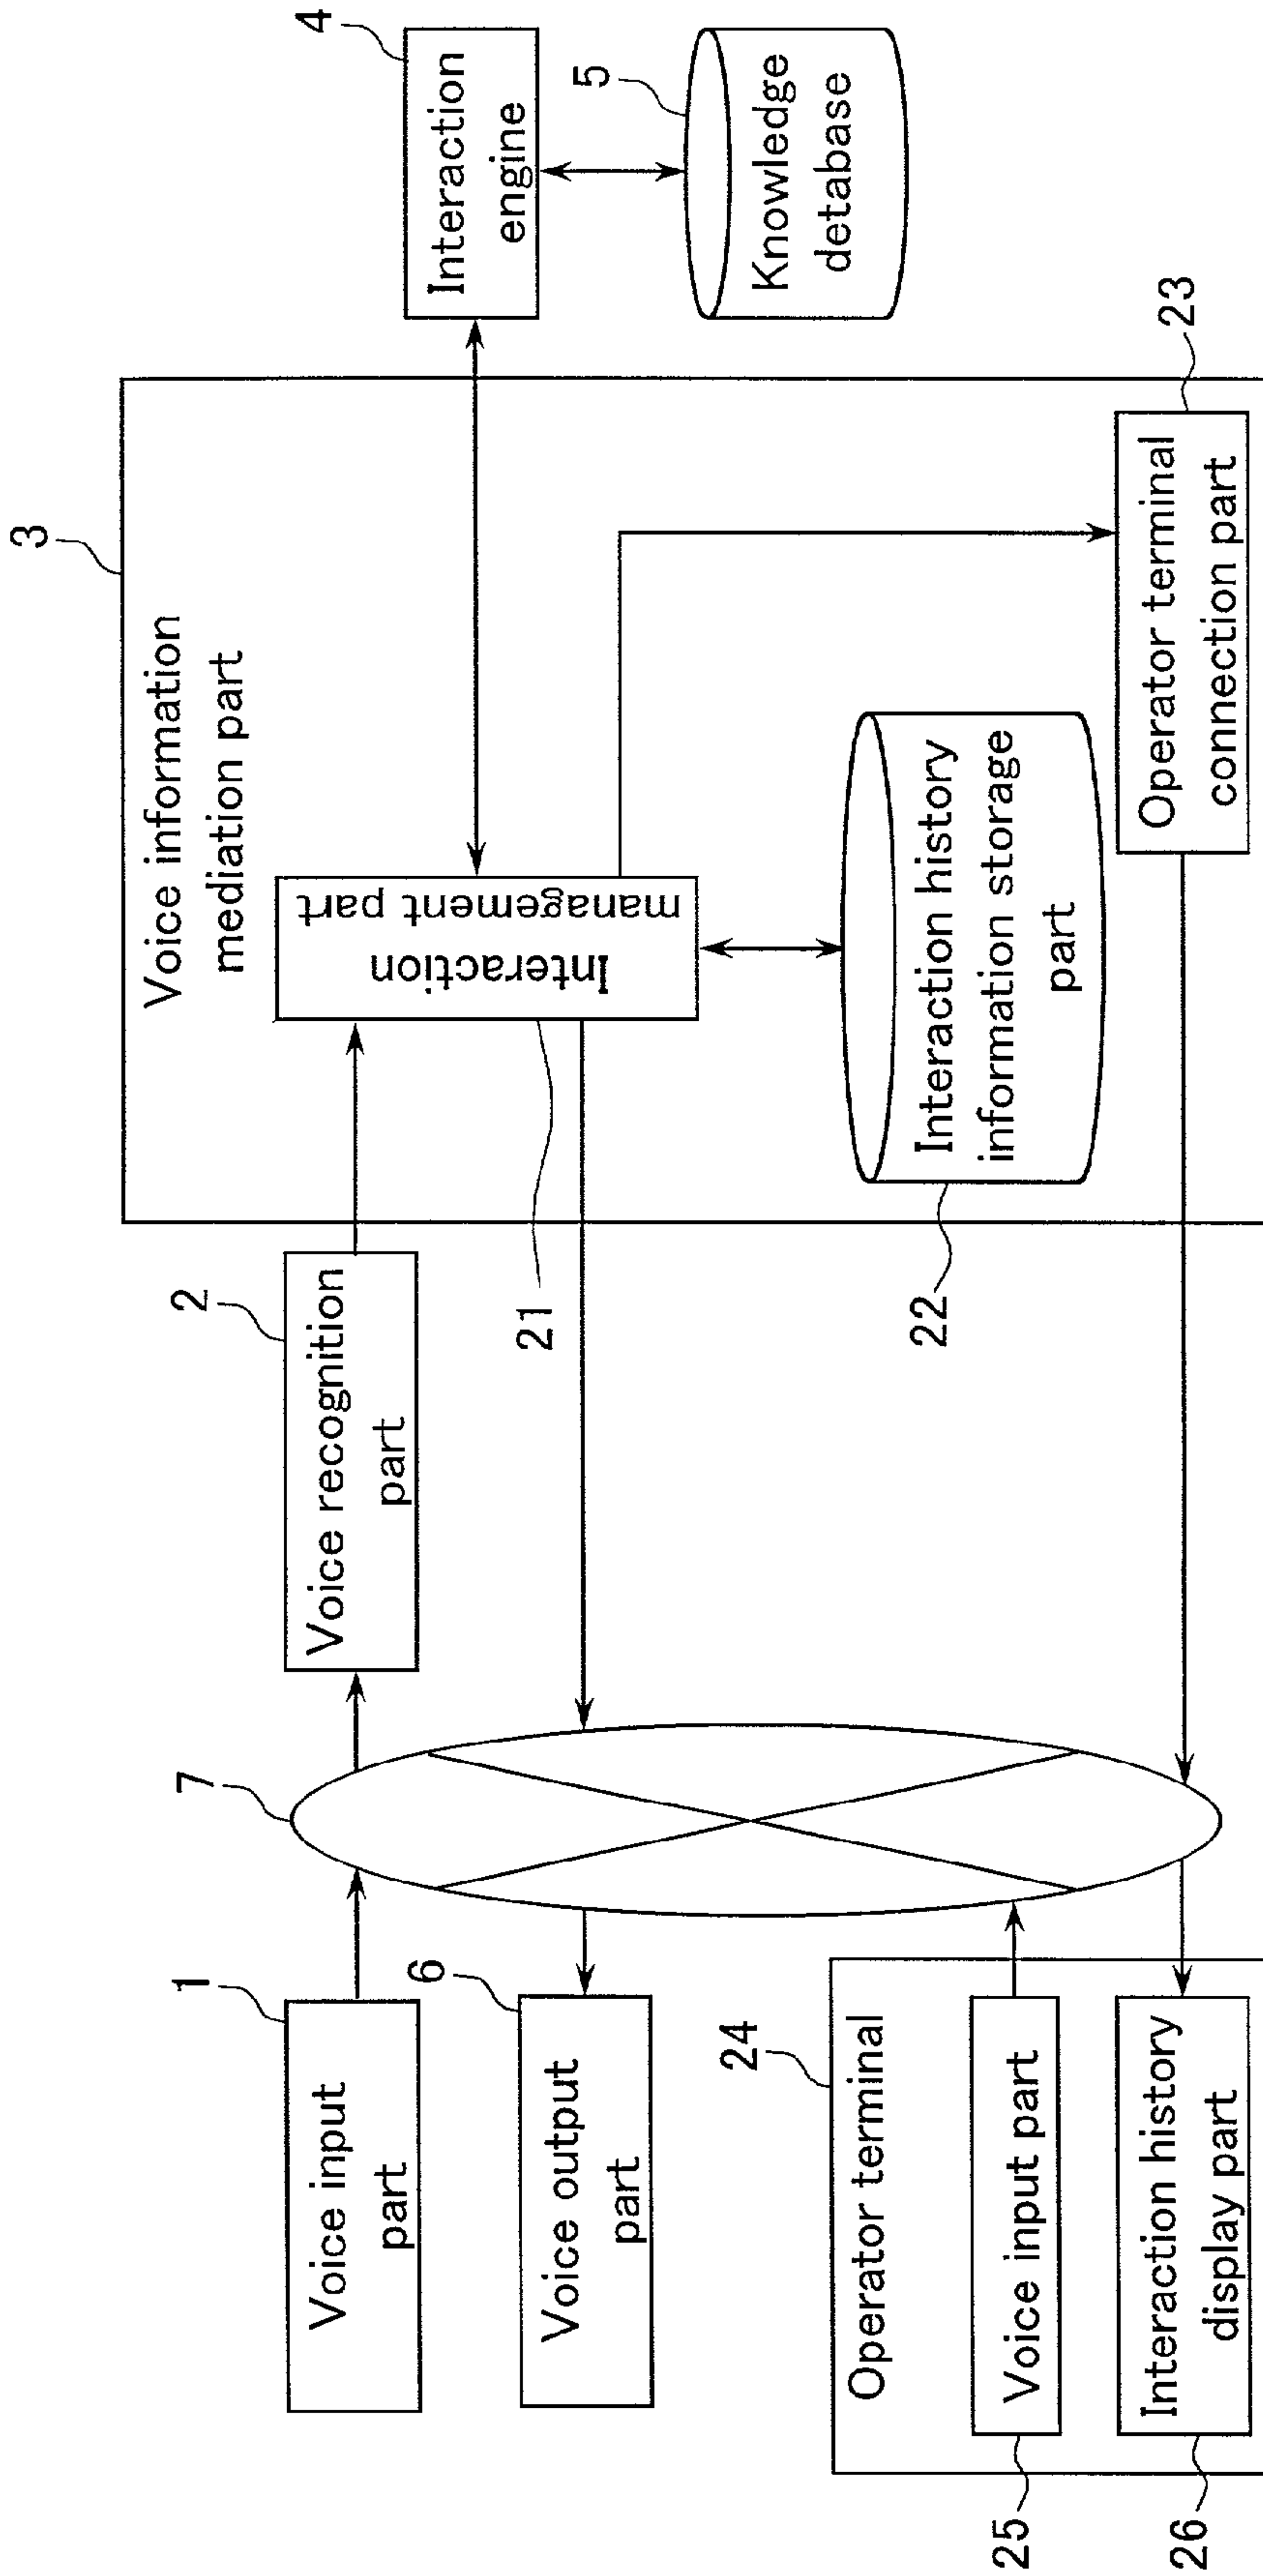 3
Voice information
mediation part
4
Interaction
engine
5
Knowledge
detabase
1
Voice input
part
7
2
Voice recognition
part
Interaction
management part
21
6
Voice output
part
22
Interaction history
information storage
part
23
Operator terminal
connection part
24
Operator terminal
25
Voice input part
26
Interaction history
display part